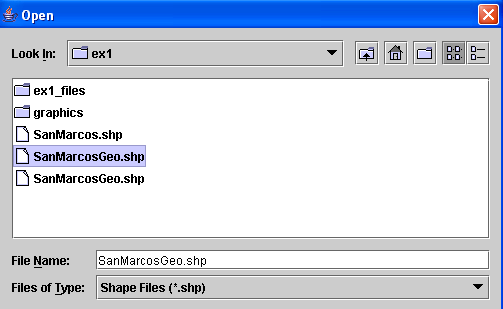 Open
Look In: ex1
ex1_files
graphics
SanMarcos.shp
SanMarcosGeo.shp
SanMarcosGeo.shp
File Name: SanMarcosGeo.shp
Files of Type: Shape Files (*.shp)